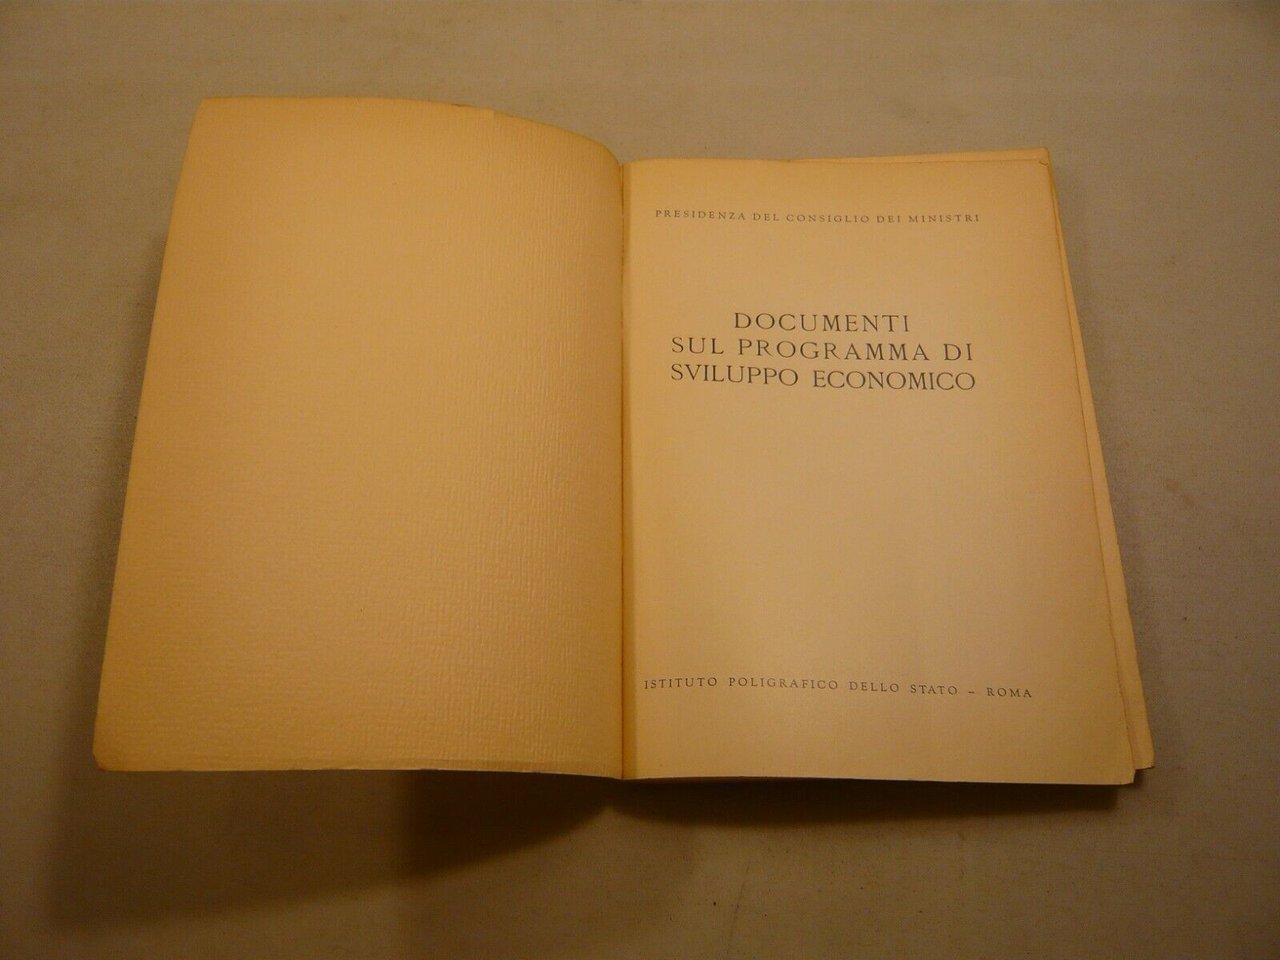 PRESIDENZA DEL CONSIGLIO DEI MINISTRI
DOCUMENTI
SUL PROGRAMMA DI
SVILUPPO ECONOMICO
ISTITUTO POLIGRAFICO DELLO STATO – ROMA